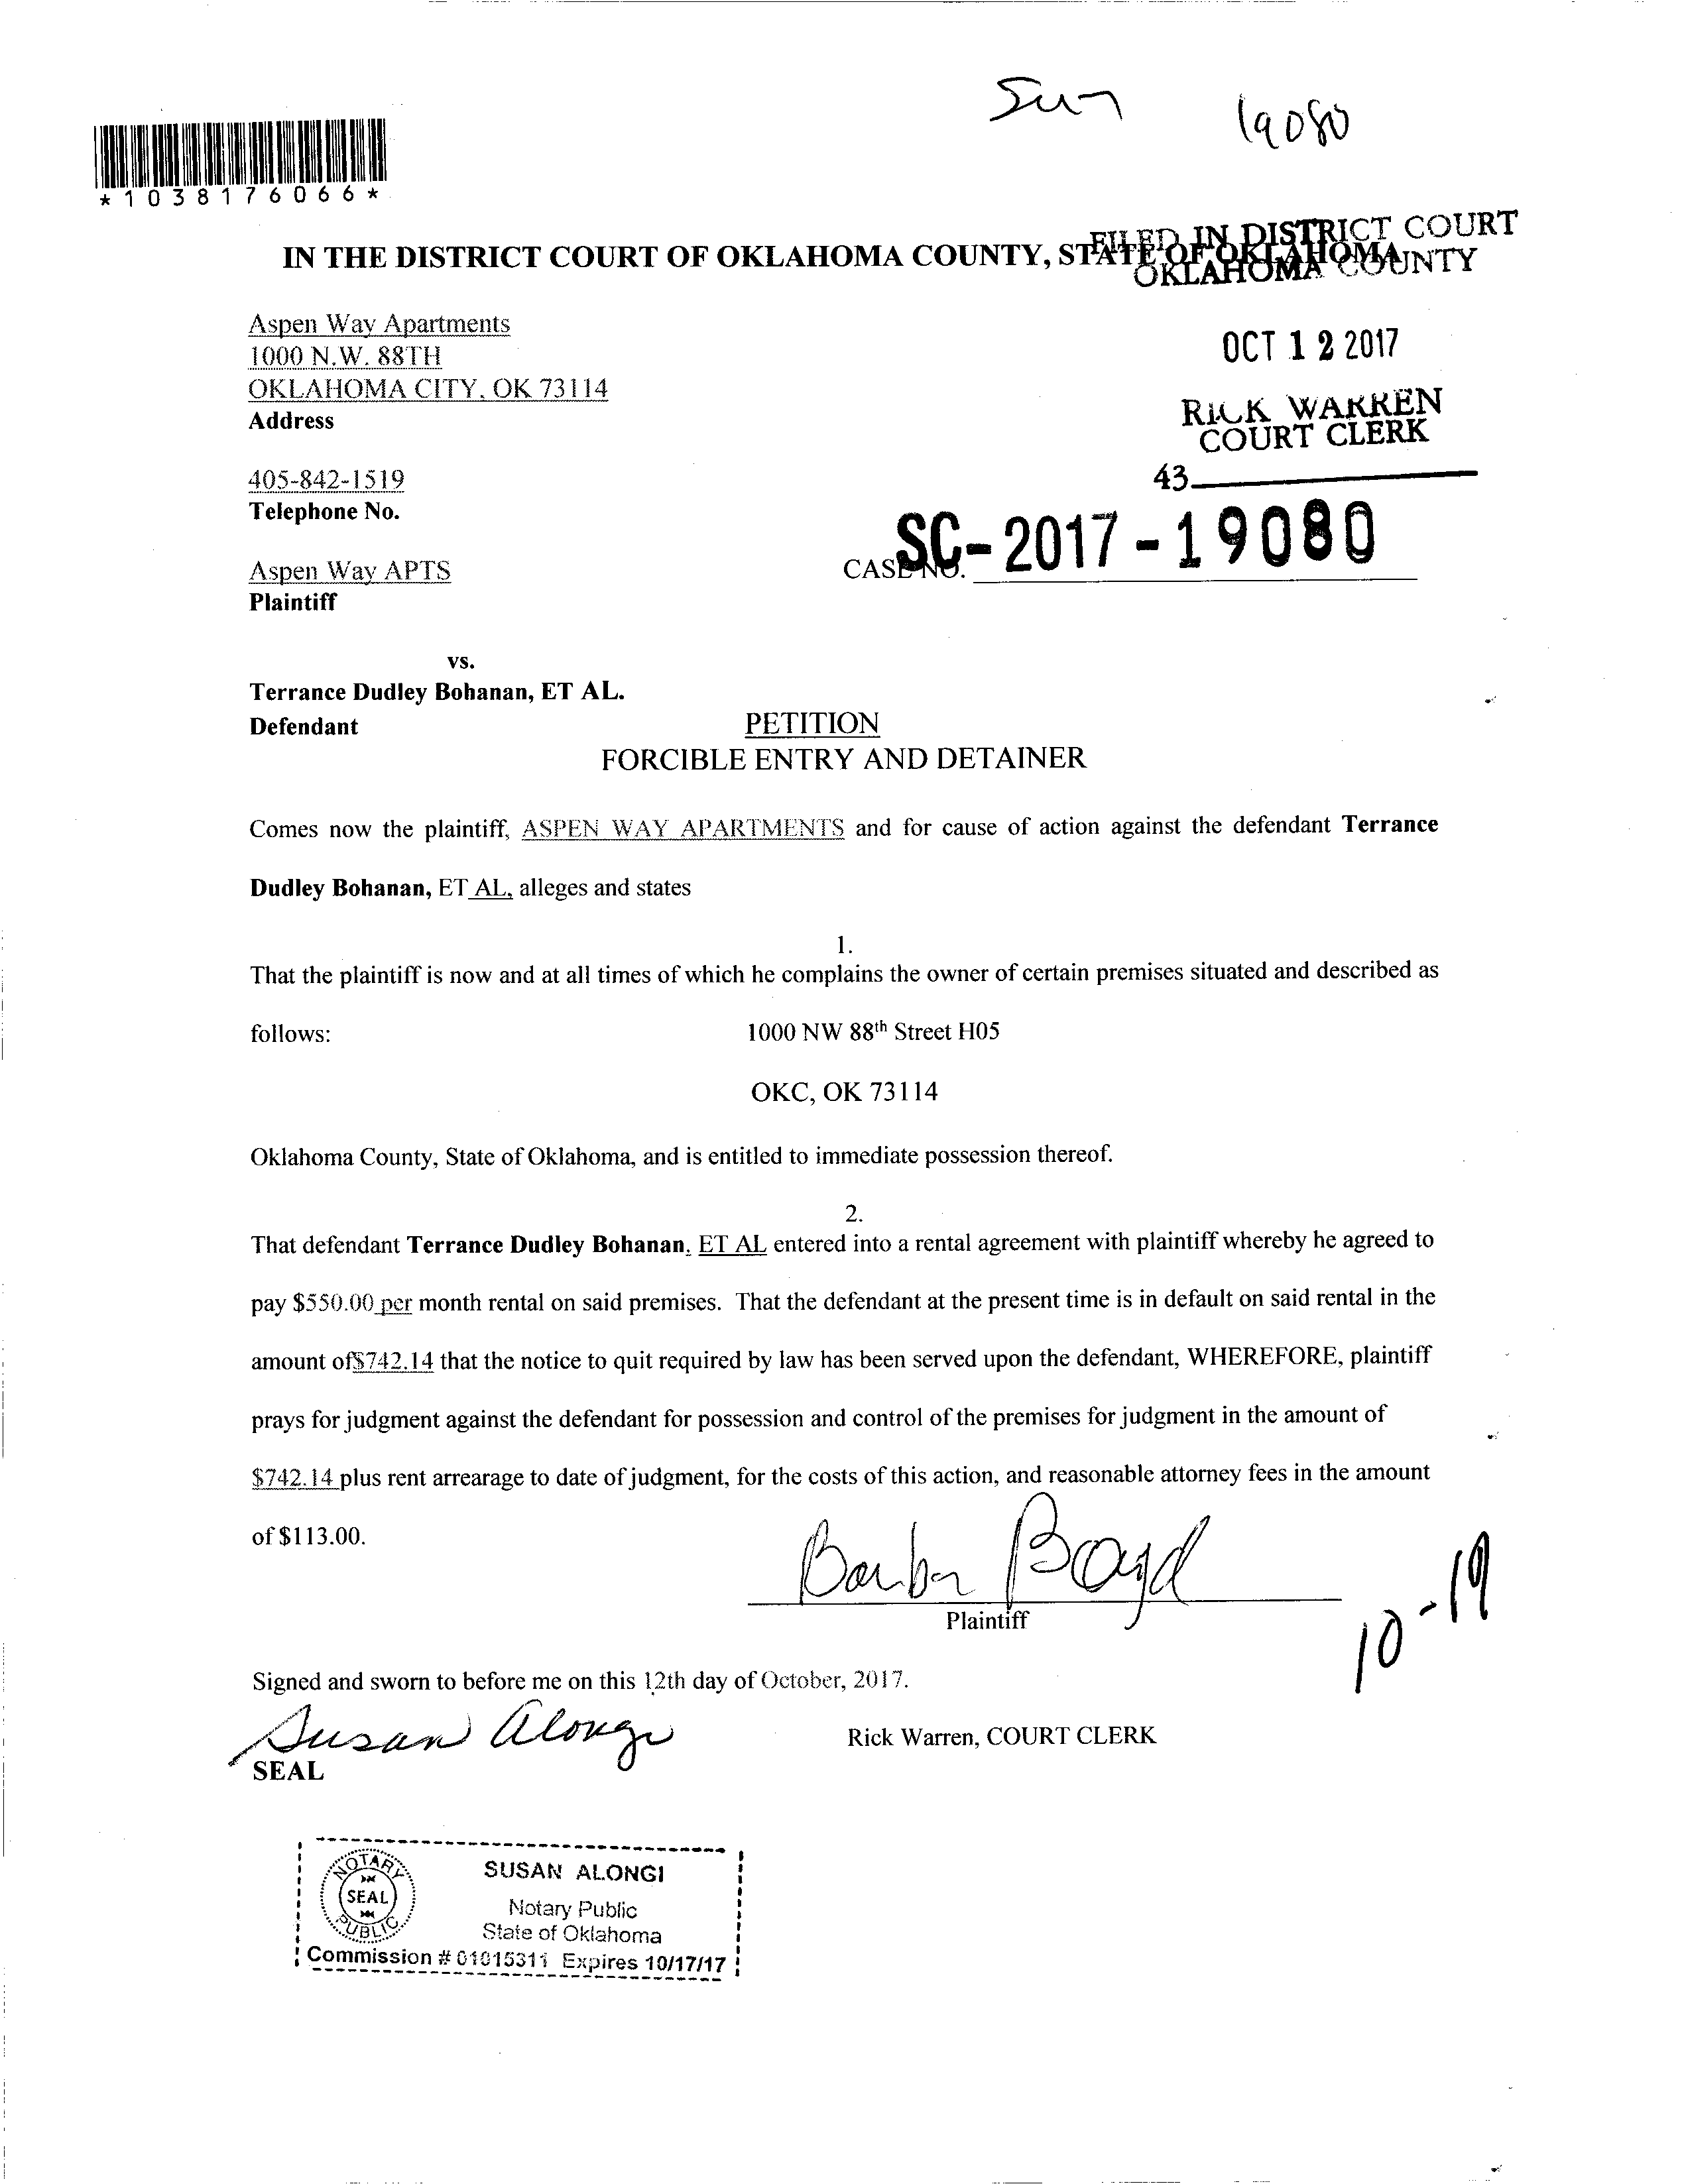 Sun 19080
*1038176066*
FILED IN DISTRICT COURT
OKLAHOMA COUNTY
IN THE DISTRICT COURT OF OKLAHOMA COUNTY, STATE OF OKLAHOMA
Aspen Way Apartments
1000 N.W. 88TH
OKLAHOMA CITY, OK 73114
Address
OCT 12 2017
RICK WARREN
COURT CLERK
43
405-842-1519
Telephone No.
CASE NO. SC-2017-19080
Aspen Way APTS
Plaintiff
vs.
Terrance Dudley Bohanan, ET AL.
Defendant
PETITION
FORCIBLE ENTRY AND DETAINER
Comes now the plaintiff, ASPEN WAY APARTMENTS and for cause of action against the defendant Terrance
Dudley Bohanan, ET AL, alleges and states
1.
That the plaintiff is now and at all times of which he complains the owner of certain premises situated and described as
follows: 1000 NW 88th Street H05
OKC, OK 73114
Oklahoma County, State of Oklahoma, and is entitled to immediate possession thereof.
2.
That defendant Terrance Dudley Bohanan, ET AL entered into a rental agreement with plaintiff whereby he agreed to
pay $550.00 per month rental on said premises. That the defendant at the present time is in default on said rental in the
amount of$742.14 that the notice to quit required by law has been served upon the defendant, WHEREFORE, plaintiff
prays for judgment against the defendant for possession and control of the premises for judgment in the amount of
$742.14 plus rent arrearage to date of judgment, for the costs of this action, and reasonable attorney fees in the amount
of $113.00.
Barba Boyd
Plaintiff
10-19
Signed and sworn to before me on this 12th day of October, 2017.
Susan Alongi
Rick Warren, COURT CLERK
SEAL
NOTARY
SEAL
PUBLIC
SUSAN ALONGI
Notary Public
State of Oklahoma
Commission # 01015311 Expires 10/17/17